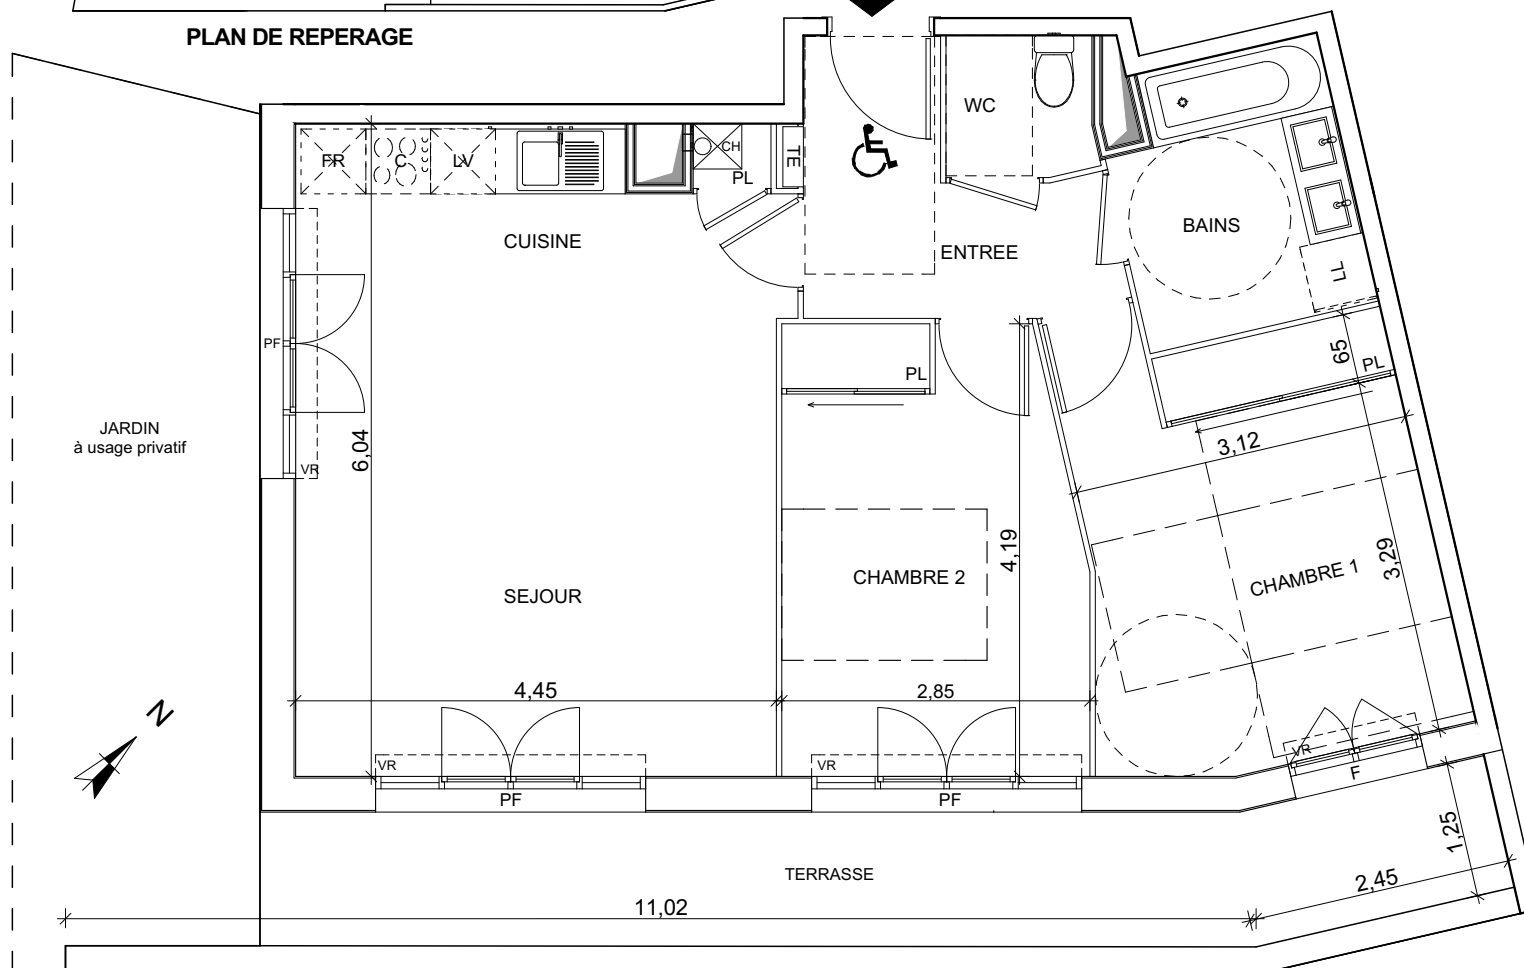 PLAN DE REPERAGE
WC
CH
TE
FR
C
LV
PL
CUISINE
ENTREE
BAINS
LL
PF
PL
65
PL
JARDIN
à usage privatif
6,04
VR
3,12
4,19
3,29
CHAMBRE 2
CHAMBRE 1
SEJOUR
4,45
2,85
N
VR
VR
VR
PF
PF
F
1,25
TERRASSE
2,45
11,02